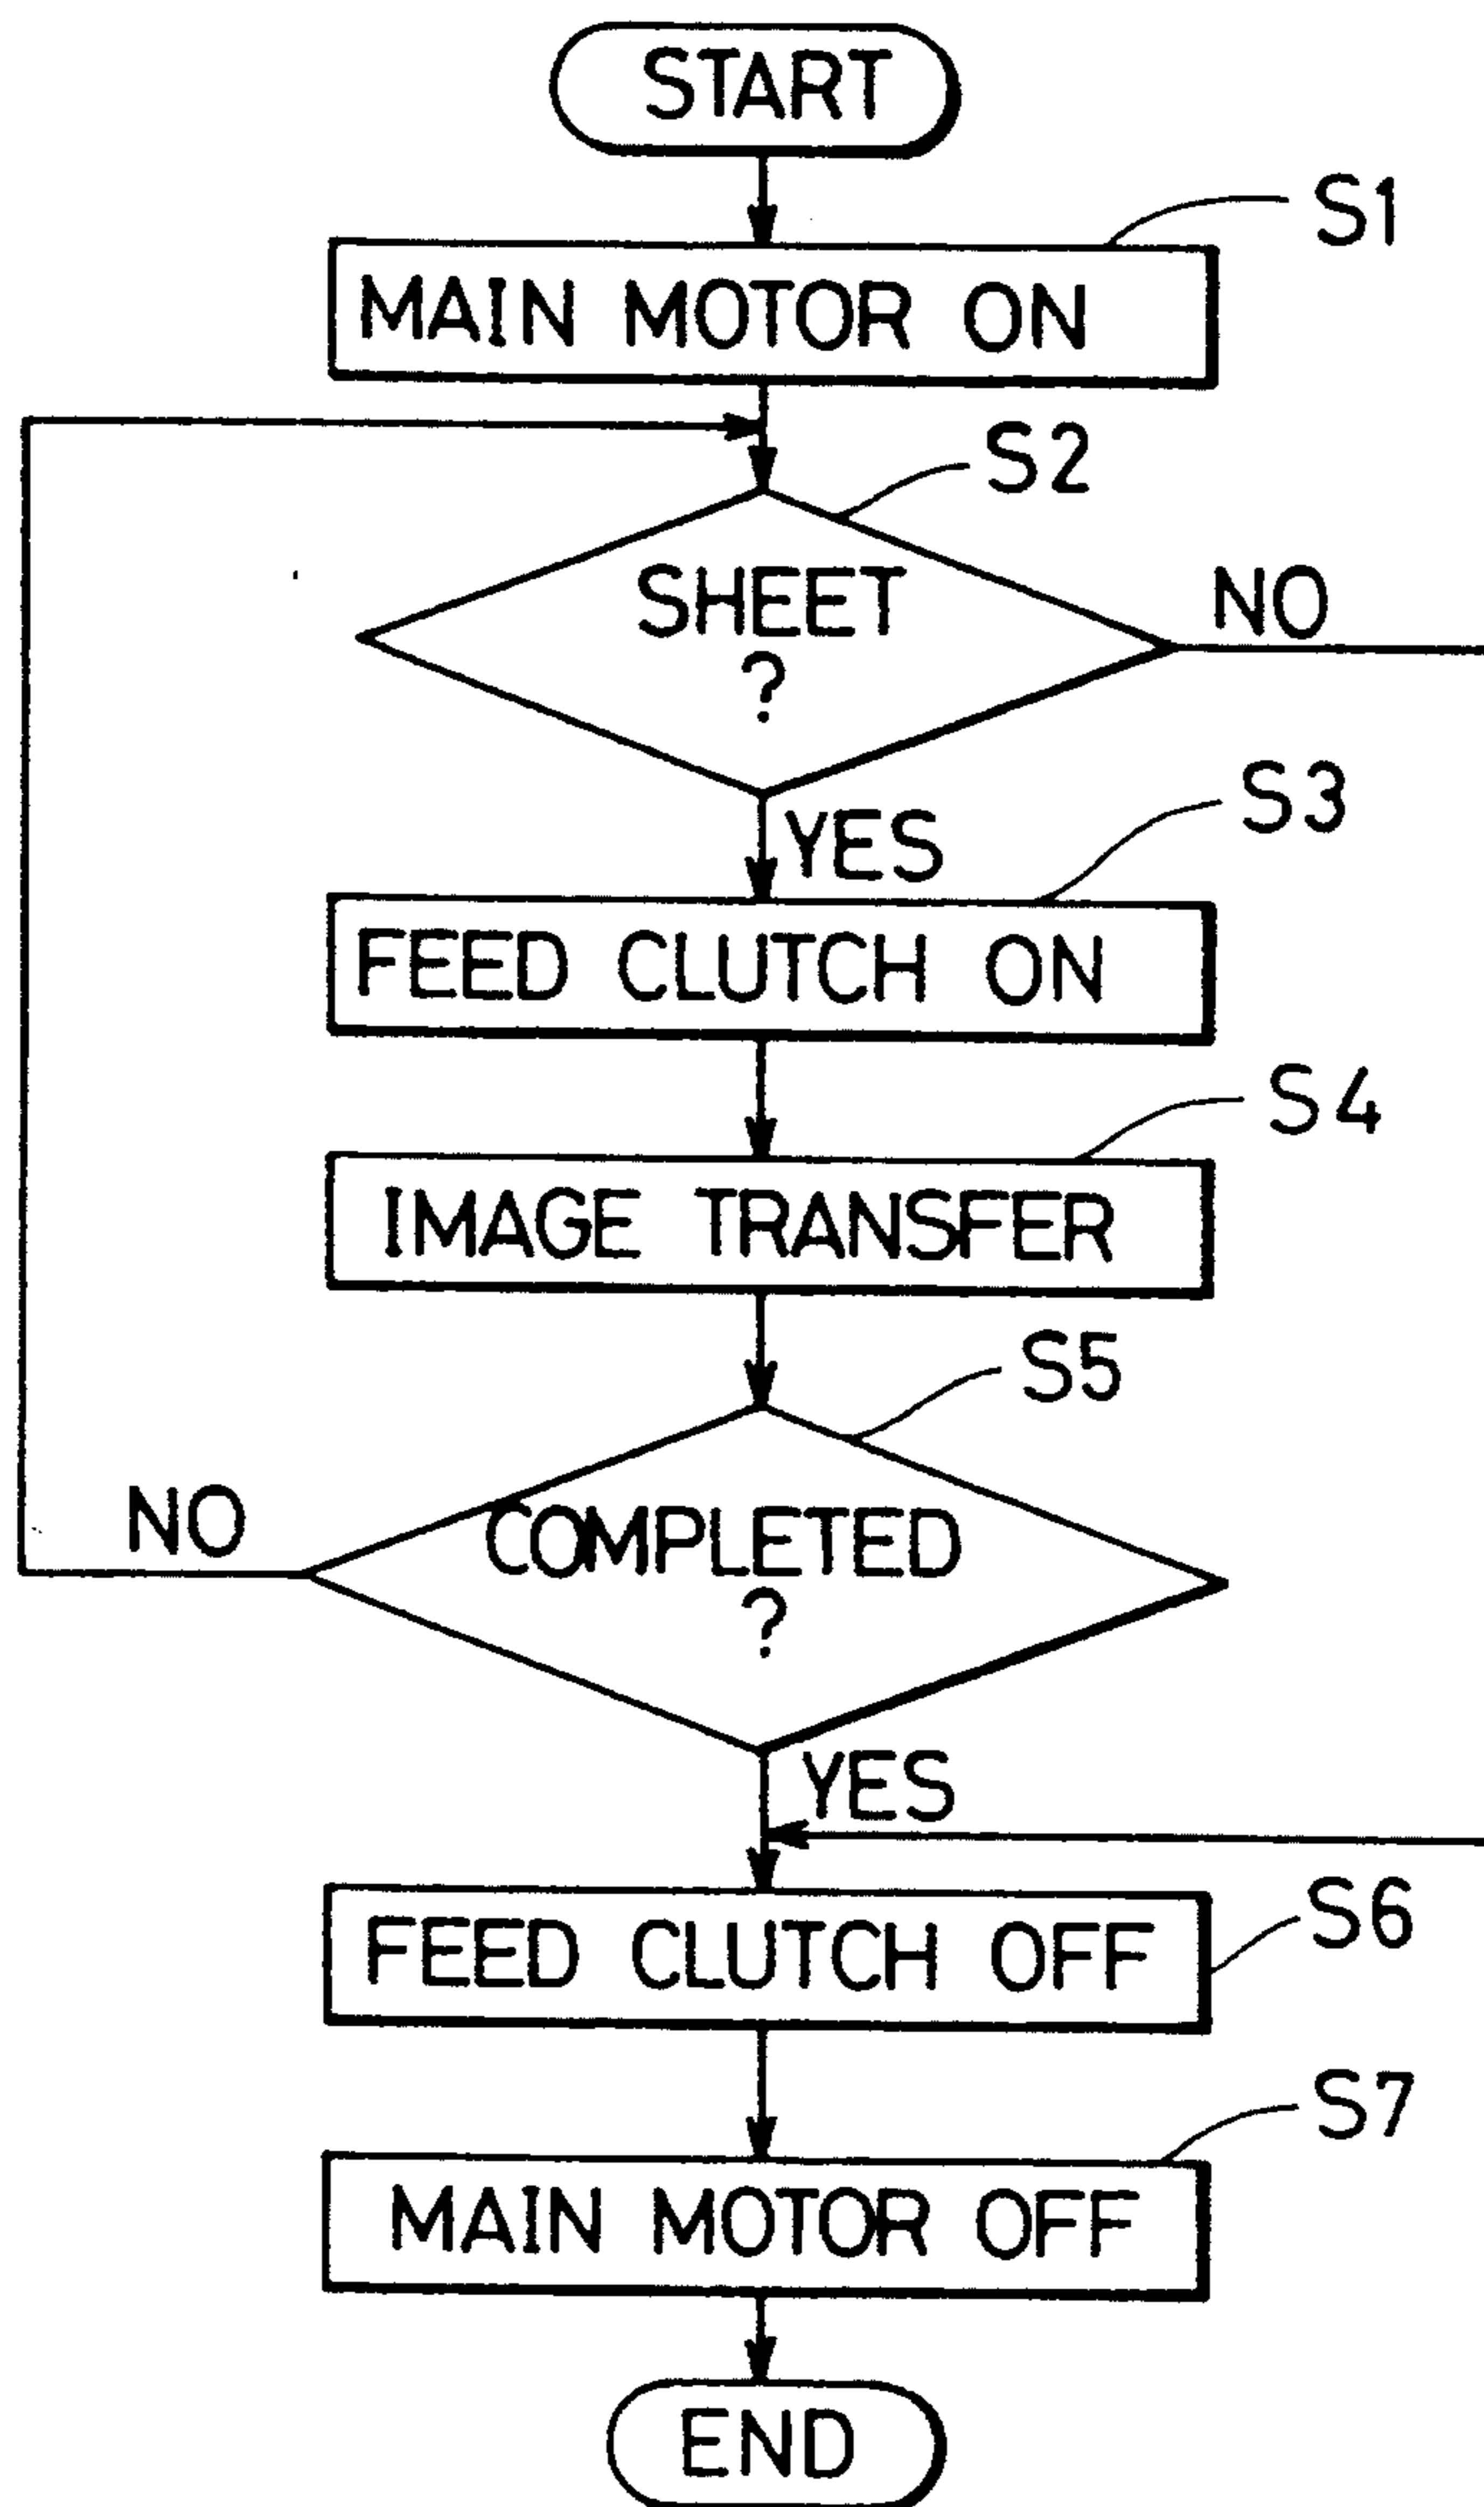 START
S1
MAIN MOTOR ON
S2
SHEET
?
NO
YES
S3
FEED CLUTCH ON
S4
IMAGE TRANSFER
S5
NO
COMPLETED
?
YES
S6
FEED CLUTCH OFF
S7
MAIN MOTOR OFF
END